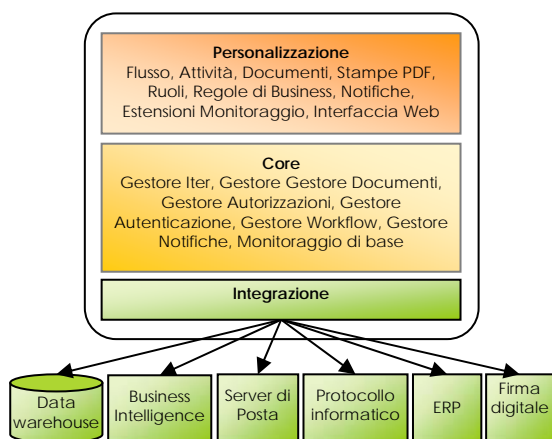 Personalizzazione
Flusso, Attività, Documenti, Stampe PDF,
Ruoli, Regole di Business, Notifiche,
Estensioni Monitoraggio, Interfaccia Web
Core
Gestore Iter, Gestore Gestore Documenti,
Gestore Autorizzazioni, Gestore
Autenticazione, Gestore Workflow, Gestore
Notifiche, Monitoraggio di base
Integrazione
Data
warehouse
Business
Intelligence
Server di
Posta
Protocollo
informatico
ERP
Firma
digitale